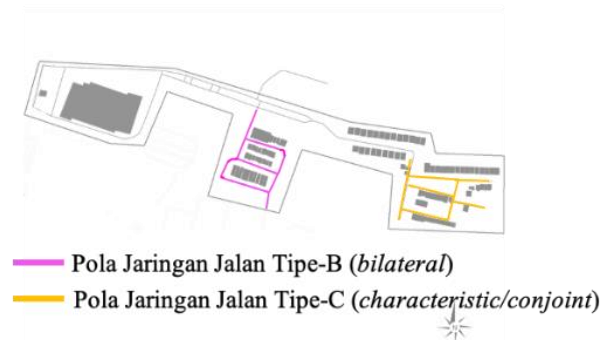 Pola Jaringan Jalan Tipe-B (bilateral)
Pola Jaringan Jalan Tipe-C (characteristic/conjoint)
N